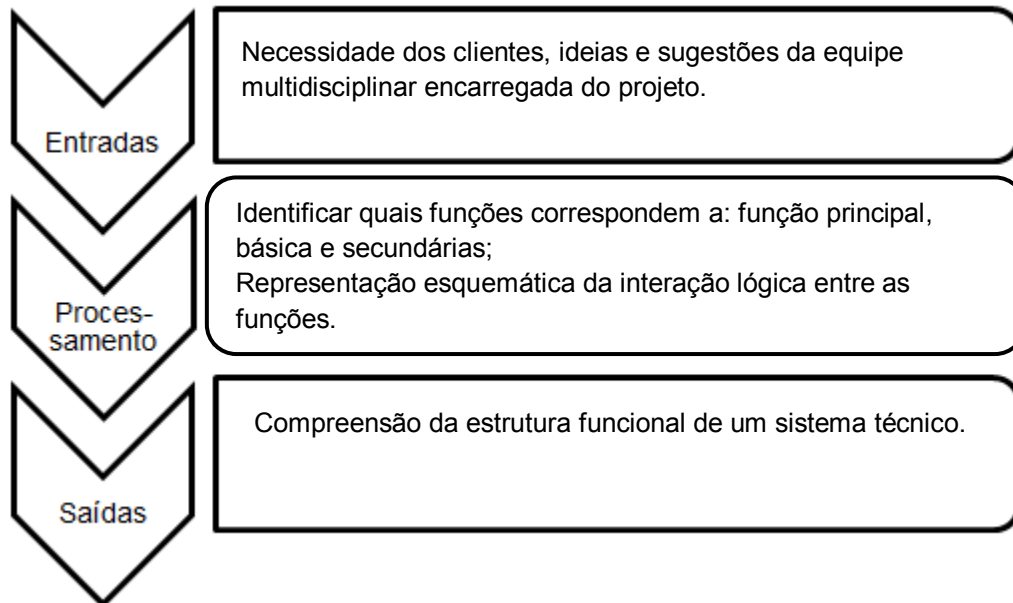 Necessidade dos clientes, ideias e sugestões da equipe
multidisciplinar encarregada do projeto.
Entradas
Identificar quais funções correspondem a: função principal,
básica e secundárias;
Representação esquemática da interação lógica entre as
funções.
Proces-
samento
Compreensão da estrutura funcional de um sistema técnico.
Saídas